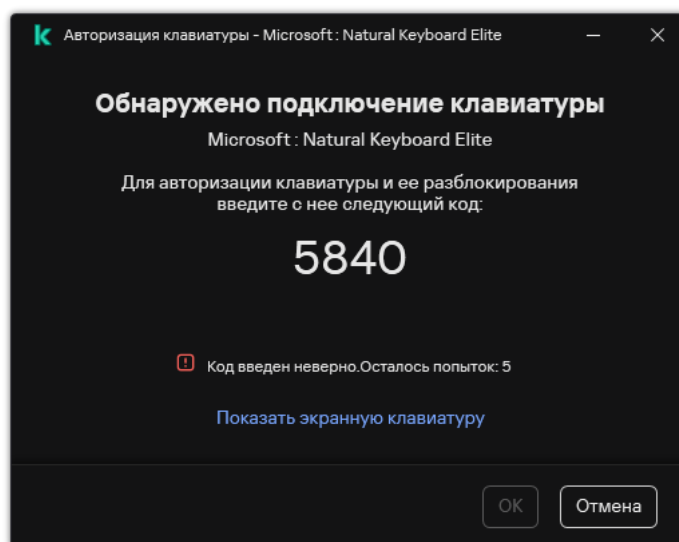 Авторизация клавиатуры - Microsoft : Natural Keyboard Elite
Обнаружено подключение клавиатуры
Microsoft : Natural Keyboard Elite
Для авторизации клавиатуры и ее разблокирования
введите с нее следующий код:
5840
Код введен неверно.Осталось попыток: 5
Показать экранную клавиатуру
ОК
Отмена